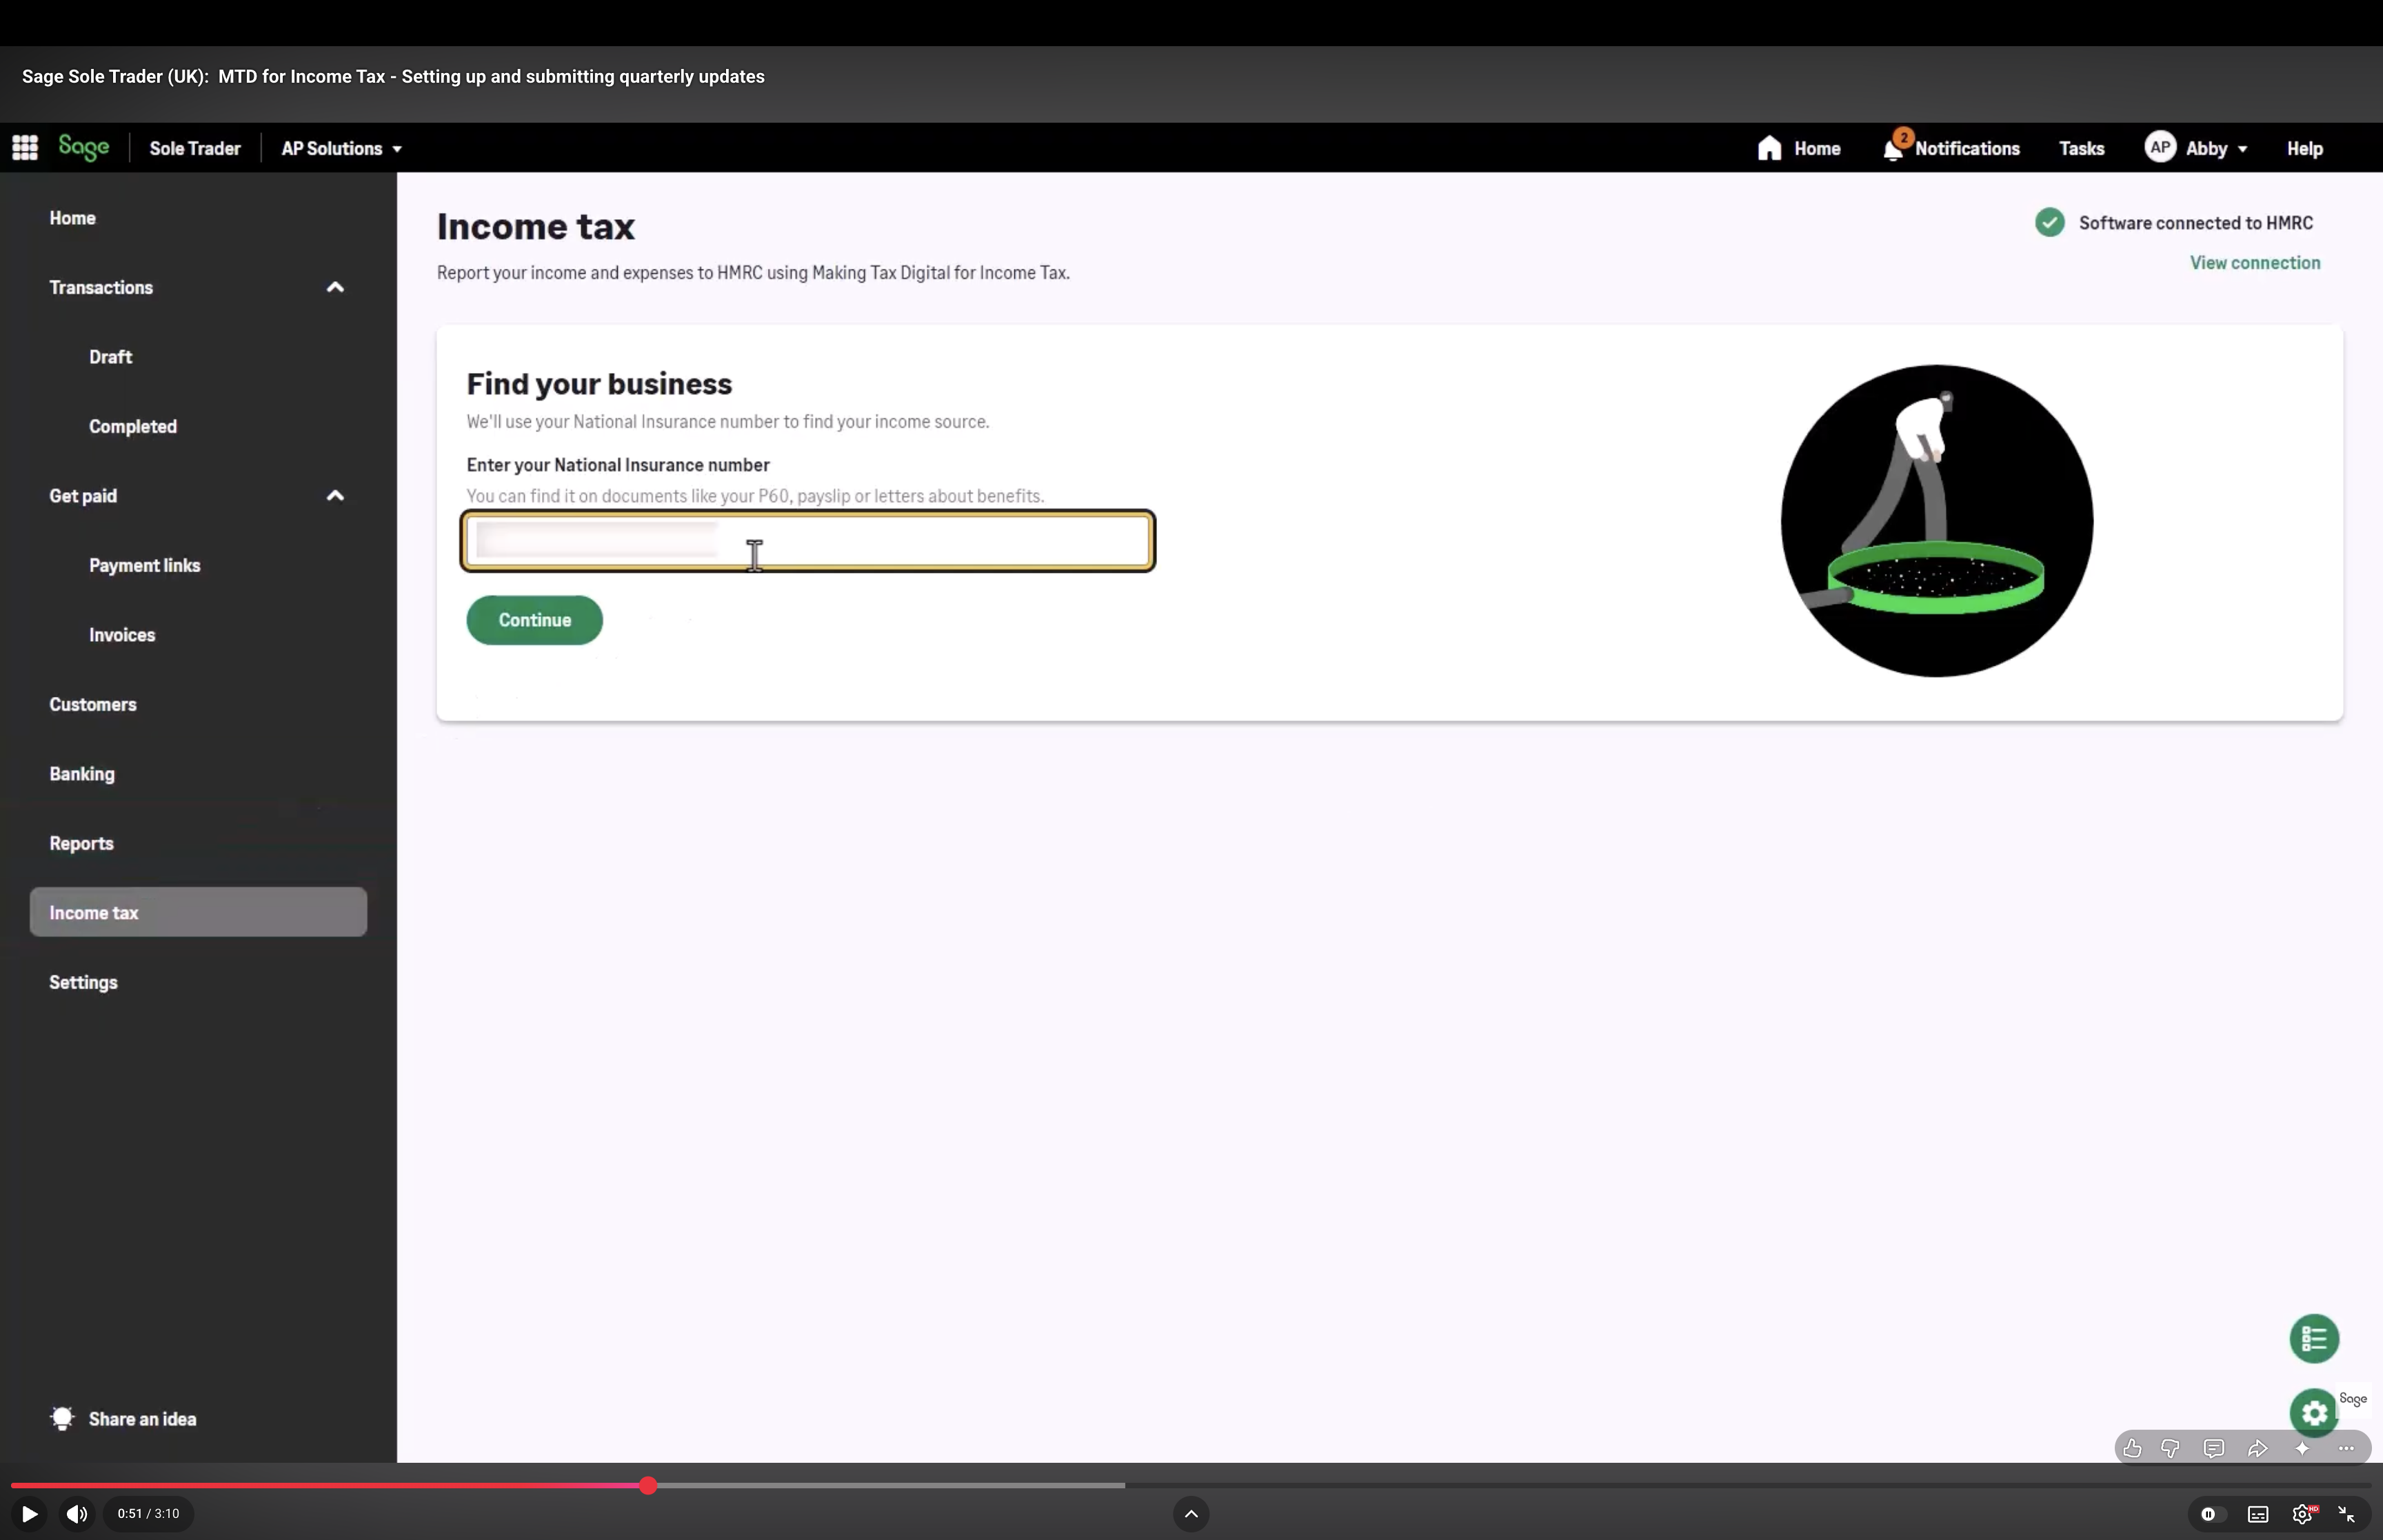 Sage Sole Trader (UK):  MTD for Income Tax - Setting up and submitting quarterly updates
Sage Sole Trader AP Solutions Home 2 Notifications Tasks AP Abby Help
Home
Transactions
Draft
Completed
Get paid
Payment links
Invoices
Customers
Banking
Reports
Income tax
Settings
Share an idea
Income tax
Report your income and expenses to HMRC using Making Tax Digital for Income Tax.
Software connected to HMRC
View connection
Find your business
We'll use your National Insurance number to find your income source.
Enter your National Insurance number
You can find it on documents like your P60, payslip or letters about benefits.
Continue
Sage
0:51 / 3:10
HD